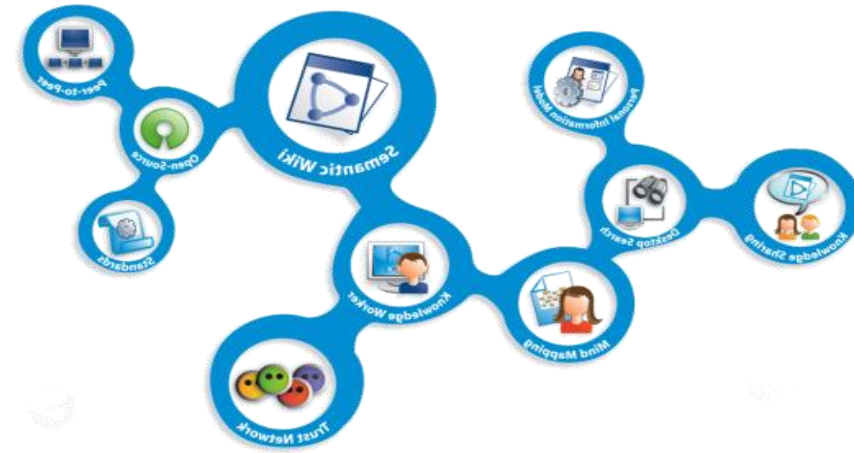 Peer-to-Peer
Open-Source
Standards
Semantic Wiki
Knowledge Worker
Trust Network
Mind Mapping
Desktop Search
Personal Information Model
Knowledge Sharing